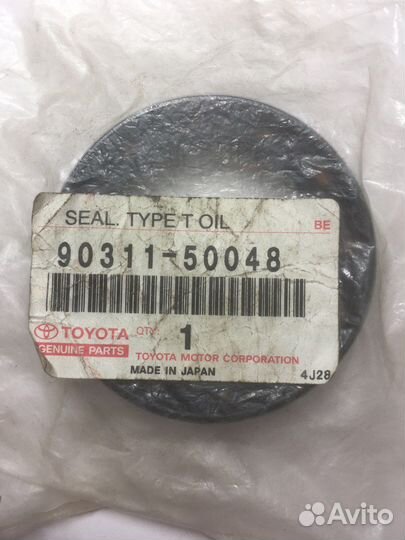 SEAL. TYPE T OIL
BE
90311-50048
TOYOTA
GENUINE PARTS
QTY.
1
TOYOTA MOTOR CORPORATION
MADE IN JAPAN
4J28
Avito